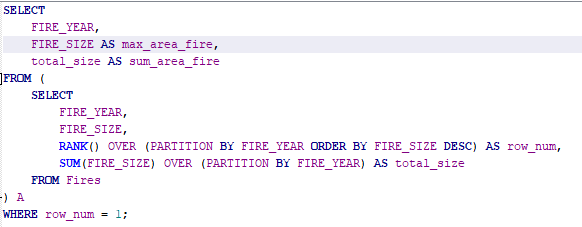 SELECT
FIRE_YEAR,
FIRE_SIZE AS max_area_fire,
total_size AS sum_area_fire
FROM (
SELECT
FIRE_YEAR,
FIRE_SIZE,
RANK() OVER (PARTITION BY FIRE_YEAR ORDER BY FIRE_SIZE DESC) AS row_num,
SUM(FIRE_SIZE) OVER (PARTITION BY FIRE_YEAR) AS total_size
FROM Fires
) A
WHERE row_num = 1;